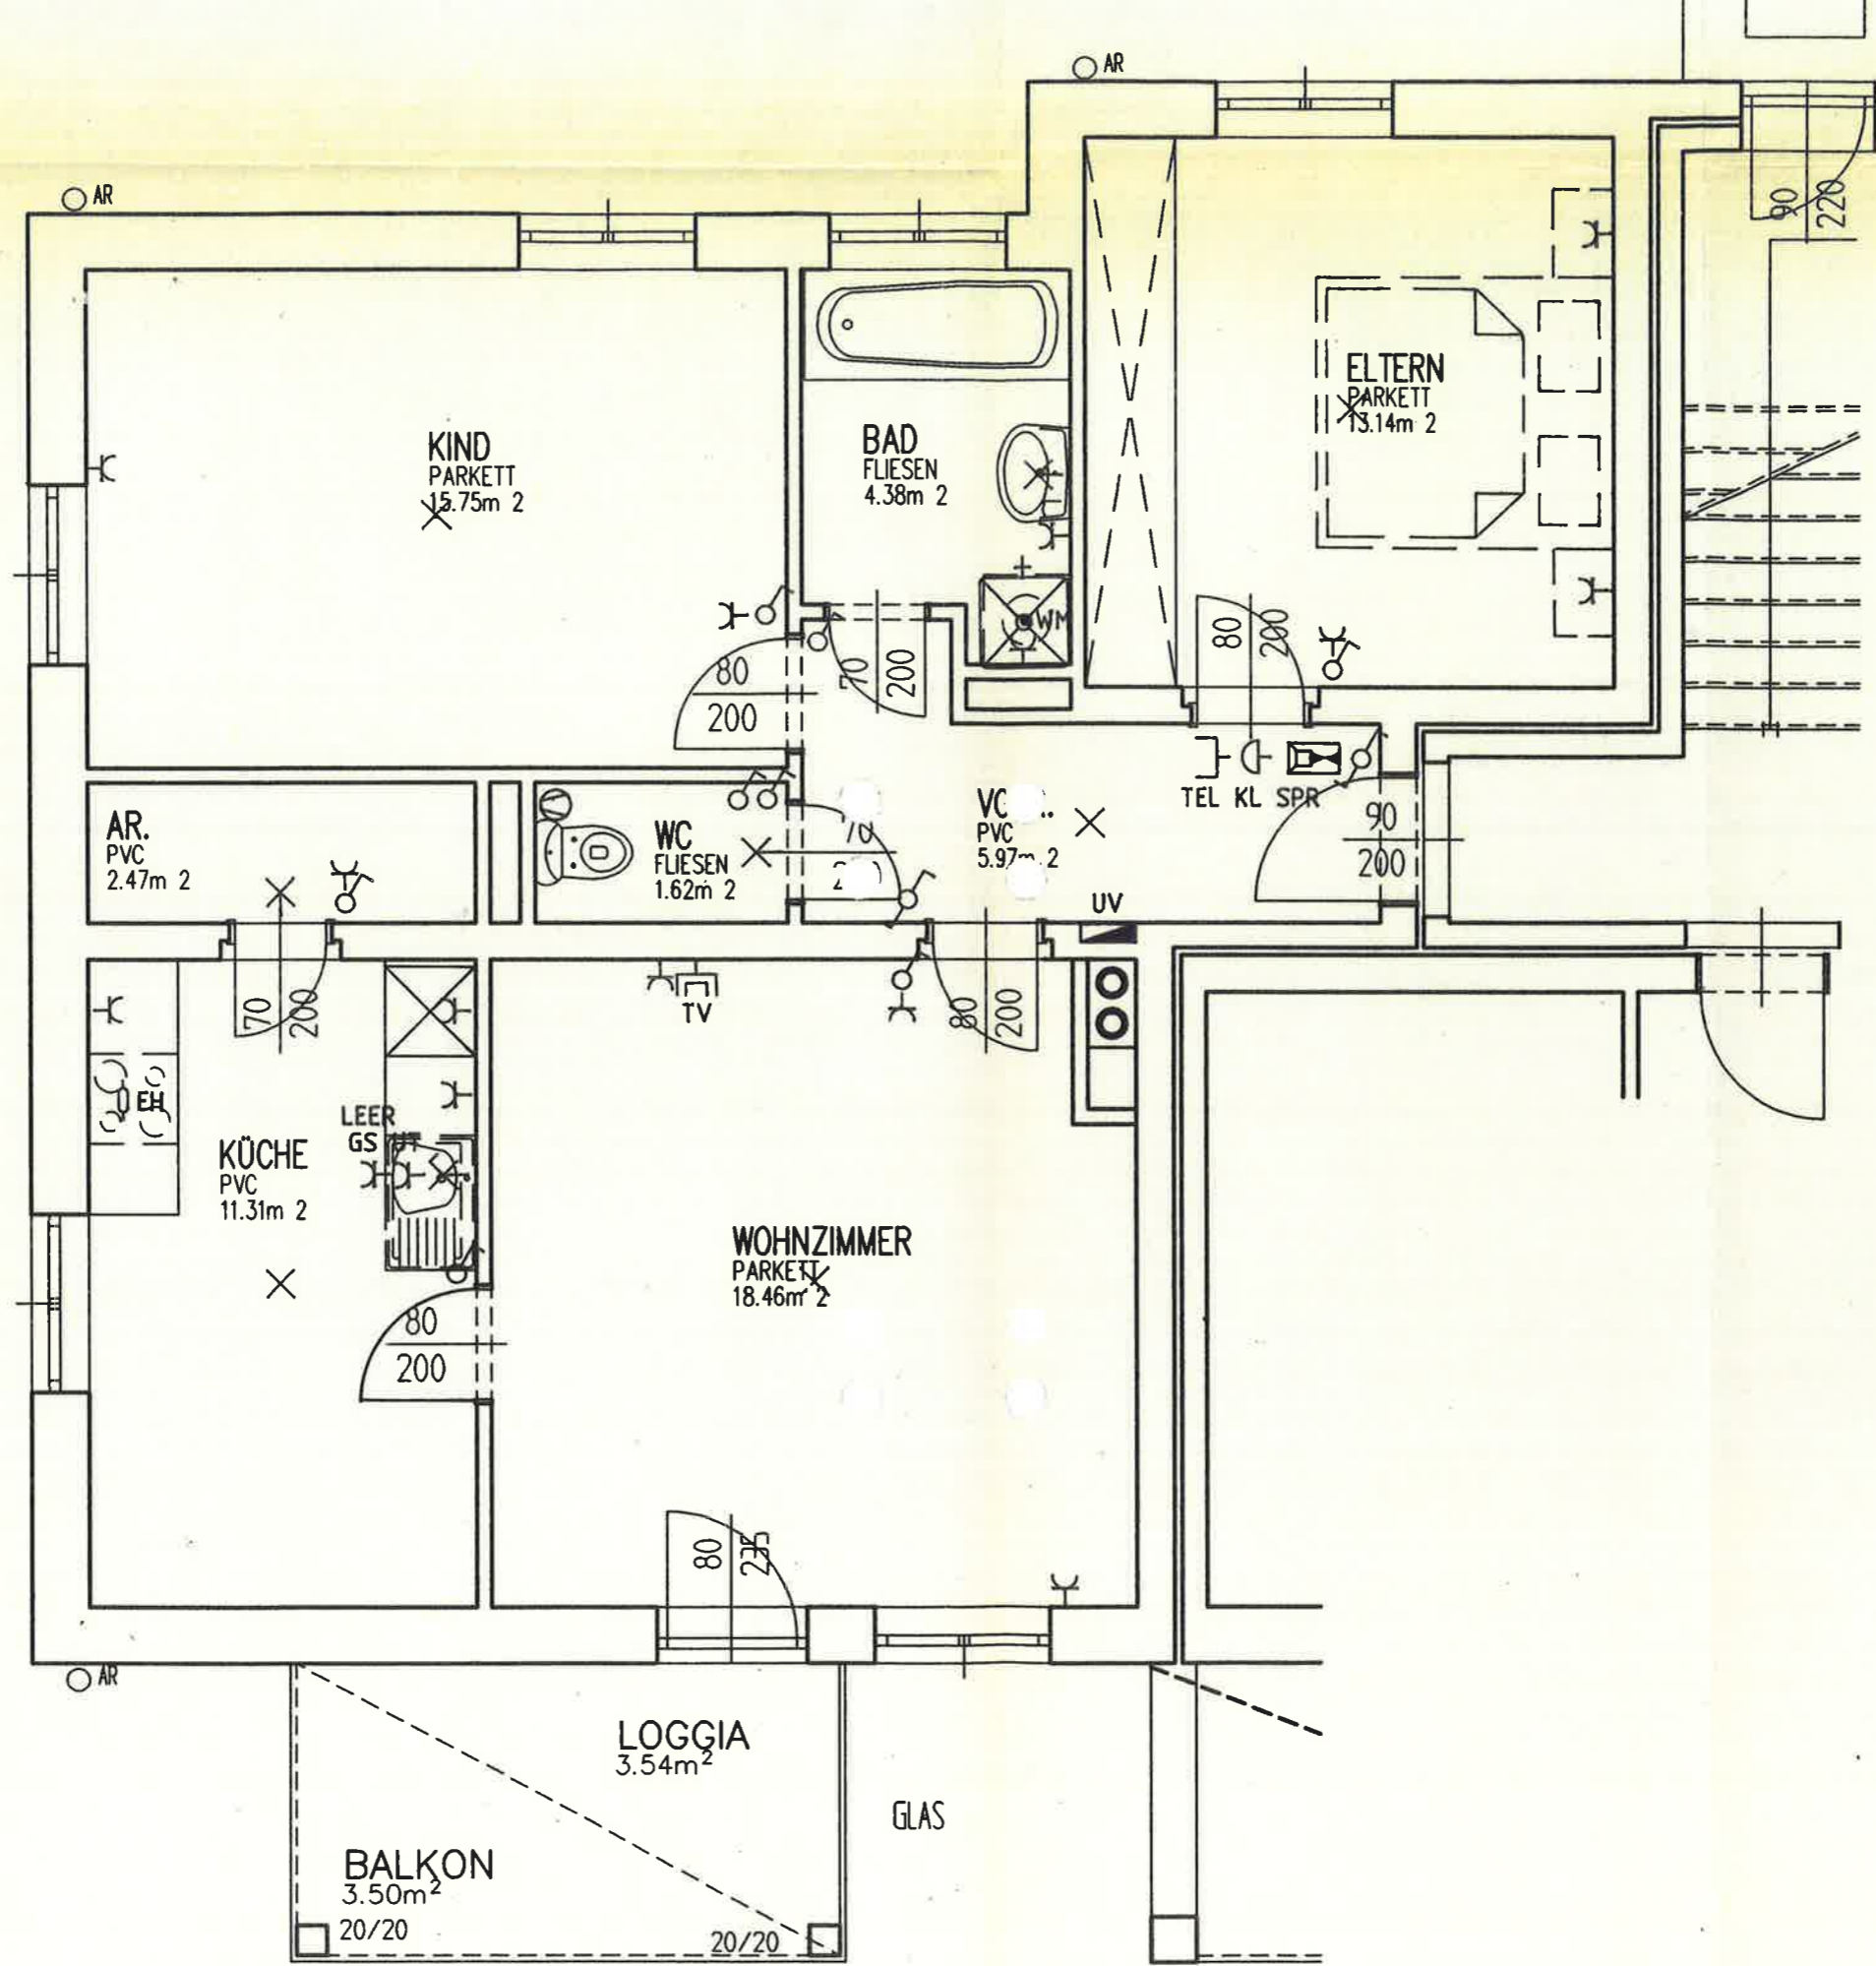 AR
AR
90
220
ELTERN
PARKETT
13.14m 2
KIND
PARKETT
15.75m 2
BAD
FLIESEN
4.38m 2
WM
80
200
80
200
70
200
TEL KL SPR
90
200
AR.
PVC
2.47m 2
WC
FLIESEN
1.62m 2
70
PVC
5.97m 2
UV
70
200
TV
80
200
EH
LEER
GS
KÜCHE
PVC
11.31m 2
WOHNZIMMER
PARKETT
18.46m 2
80
200
80
235
AR
LOGGIA
3.54m²
GLAS
BALKON
3.50m²
20/20
20/20